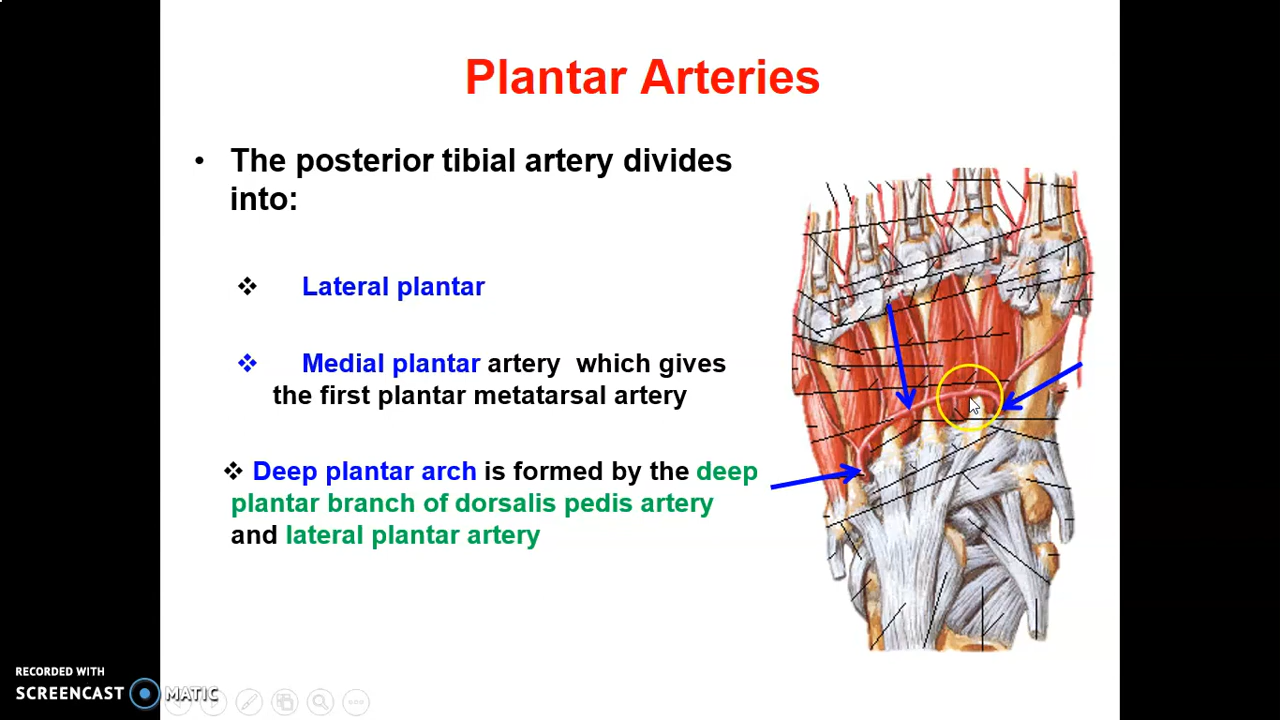 Plantar Arteries
• The posterior tibial artery divides
into:
❖ Lateral plantar
❖ Medial plantar artery which gives
the first plantar metatarsal artery
❖ Deep plantar arch is formed by the deep
plantar branch of dorsalis pedis artery
and lateral plantar artery
RECORDED WITH
SCREENCAST MATIC